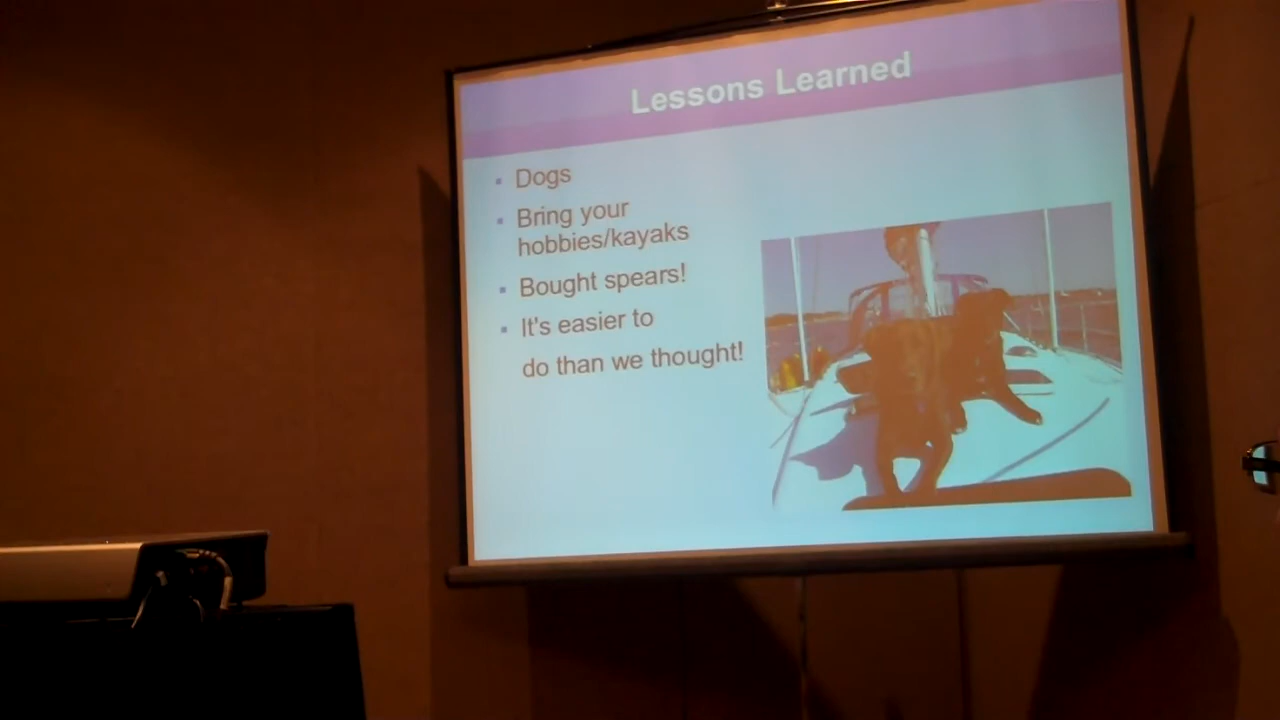 Lessons Learned
Dogs
Bring your
hobbies/kayaks
Bought spears!
It's easier to
do than we thought!